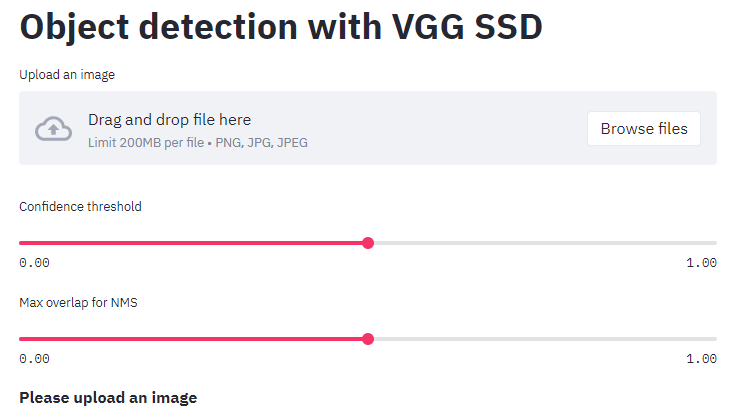 Object detection with VGG SSD
Upload an image
Drag and drop file here
Limit 200MB per file • PNG, JPG, JPEG
Browse files
Confidence threshold
0.00 1.00
Max overlap for NMS
0.00 1.00
Please upload an image